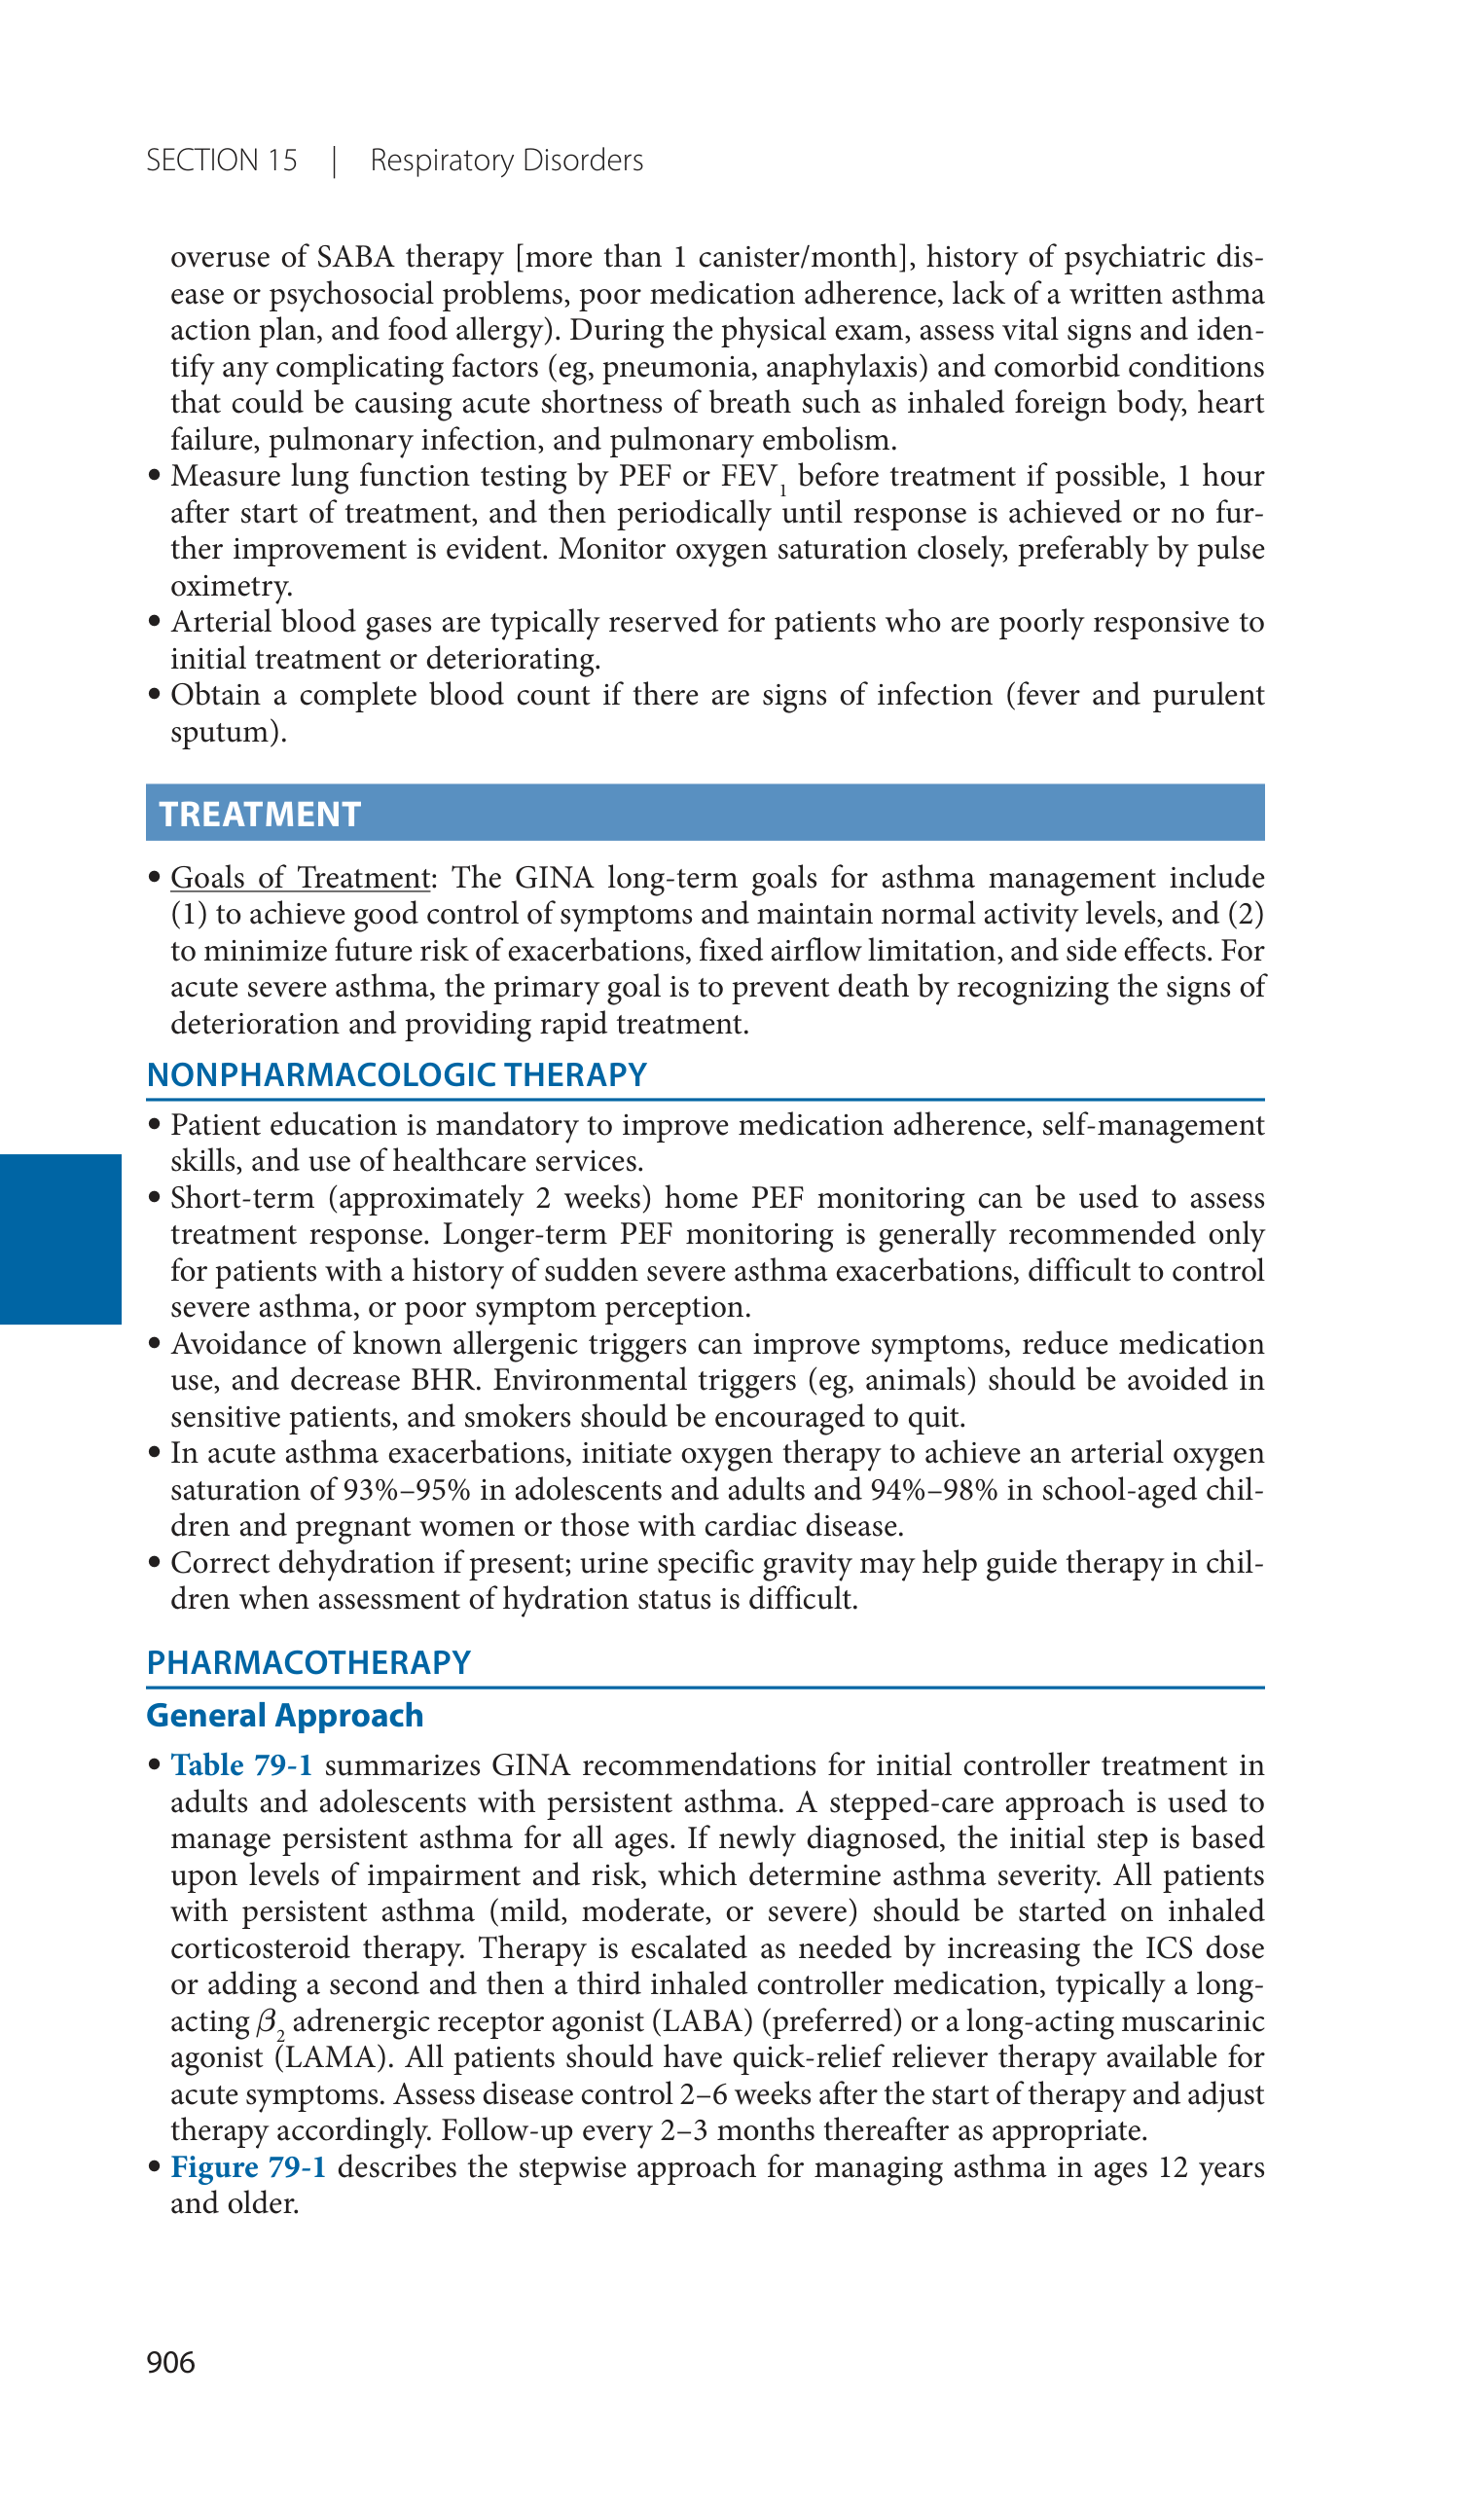 SECTION 15 | Respiratory Disorders
overuse of SABA therapy [more than 1 canister/month], history of psychiatric dis-
ease or psychosocial problems, poor medication adherence, lack of a written asthma
action plan, and food allergy). During the physical exam, assess vital signs and iden-
tify any complicating factors (eg, pneumonia, anaphylaxis) and comorbid conditions
that could be causing acute shortness of breath such as inhaled foreign body, heart
failure, pulmonary infection, and pulmonary embolism.
• Measure lung function testing by PEF or FEV₁ before treatment if possible, 1 hour
after start of treatment, and then periodically until response is achieved or no fur-
ther improvement is evident. Monitor oxygen saturation closely, preferably by pulse
oximetry.
• Arterial blood gases are typically reserved for patients who are poorly responsive to
initial treatment or deteriorating.
• Obtain a complete blood count if there are signs of infection (fever and purulent
sputum).
TREATMENT
• Goals of Treatment: The GINA long-term goals for asthma management include
(1) to achieve good control of symptoms and maintain normal activity levels, and (2)
to minimize future risk of exacerbations, fixed airflow limitation, and side effects. For
acute severe asthma, the primary goal is to prevent death by recognizing the signs of
deterioration and providing rapid treatment.
NONPHARMACOLOGIC THERAPY
• Patient education is mandatory to improve medication adherence, self-management
skills, and use of healthcare services.
• Short-term (approximately 2 weeks) home PEF monitoring can be used to assess
treatment response. Longer-term PEF monitoring is generally recommended only
for patients with a history of sudden severe asthma exacerbations, difficult to control
severe asthma, or poor symptom perception.
• Avoidance of known allergenic triggers can improve symptoms, reduce medication
use, and decrease BHR. Environmental triggers (eg, animals) should be avoided in
sensitive patients, and smokers should be encouraged to quit.
• In acute asthma exacerbations, initiate oxygen therapy to achieve an arterial oxygen
saturation of 93%–95% in adolescents and adults and 94%–98% in school-aged chil-
dren and pregnant women or those with cardiac disease.
• Correct dehydration if present; urine specific gravity may help guide therapy in chil-
dren when assessment of hydration status is difficult.
PHARMACOTHERAPY
General Approach
• Table 79-1 summarizes GINA recommendations for initial controller treatment in
adults and adolescents with persistent asthma. A stepped-care approach is used to
manage persistent asthma for all ages. If newly diagnosed, the initial step is based
upon levels of impairment and risk, which determine asthma severity. All patients
with persistent asthma (mild, moderate, or severe) should be started on inhaled
corticosteroid therapy. Therapy is escalated as needed by increasing the ICS dose
or adding a second and then a third inhaled controller medication, typically a long-
acting β₂ adrenergic receptor agonist (LABA) (preferred) or a long-acting muscarinic
agonist (LAMA). All patients should have quick-relief reliever therapy available for
acute symptoms. Assess disease control 2–6 weeks after the start of therapy and adjust
therapy accordingly. Follow-up every 2–3 months thereafter as appropriate.
• Figure 79-1 describes the stepwise approach for managing asthma in ages 12 years
and older.
906